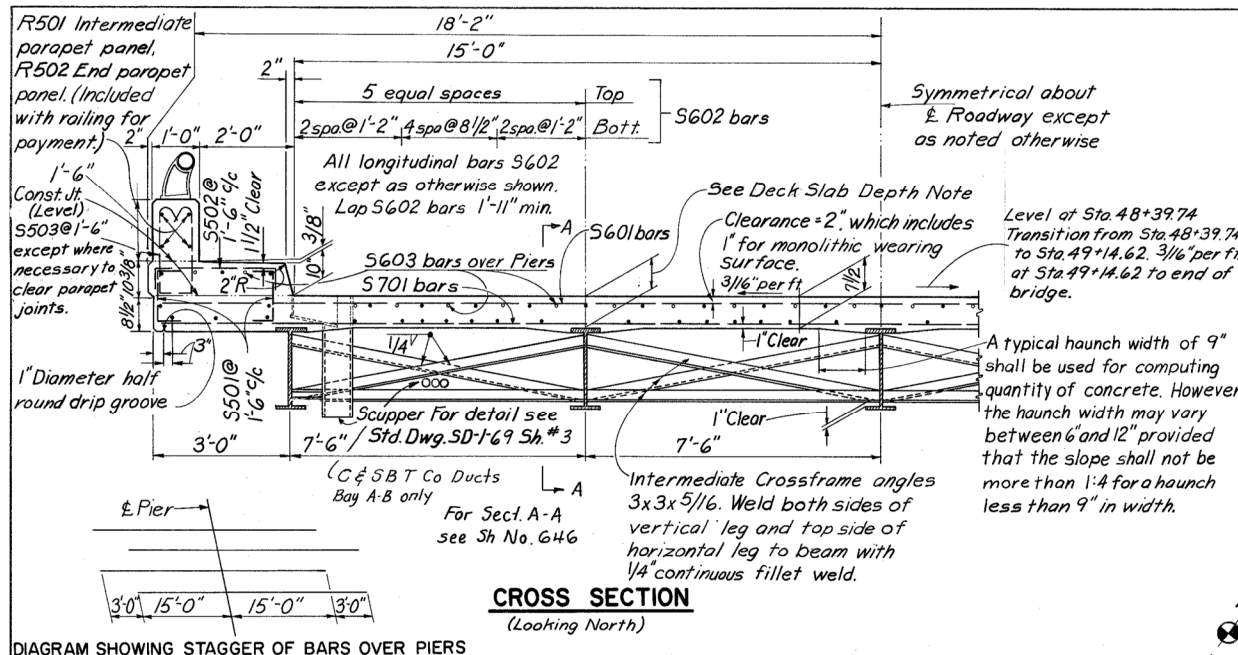 R501 Intermediate
parapet panel,
R502 End parapet
panel. (Included
with railing for
payment.)
18'-2"
15'-0"
2"
5 equal spaces Top
2 spa.@1'-2" 4 spa@8 1/2" 2 spa.@1'-2" Bott.
S602 bars
Symmetrical about
℄ Roadway except
as noted otherwise
2" 1'-0" 2'-0"
All longitudinal bars S602
except as otherwise shown.
Lap S602 bars 1'-11" min.
1'-6"
Const. Jt.
(Level)
S503@1'-6"
except where
necessary to
clear parapet
joints.
S502@
1'-6" c/c
1 1/2" Clear
3/8"
10"
2"R
8 1/2" 10 3/8"
A
S601 bars
S603 bars over Piers
S701 bars
See Deck Slab Depth Note
Clearance = 2", which includes
1" for monolithic wearing
Surface.
3/16" per ft
7 1/2"
Level at Sta. 48+39.74
Transition from Sta. 48+39.74
to Sta. 49+14.62. 3/16" per ft.
at Sta. 49+14.62 to end of
bridge.
1" Clear
3"
1" Diameter half
round drip groove
S501@
1'-6" c/c
Scupper For detail see
Std. Dwg. SD-1-69 Sh. #3
1" Clear
A typical haunch width of 9"
shall be used for computing
quantity of concrete. However
the haunch width may vary
between 6" and 12" provided
that the slope shall not be
more than 1:4 for a haunch
less than 9" in width.
3'-0" 7'-6" 7'-6"
C & S B T Co Ducts
Bay A-B only
A
For Sect. A-A
see Sh No. 646
Intermediate Crossframe angles
3x3x5/16. Weld both sides of
vertical leg and top side of
horizontal leg to beam with
1/4" continuous fillet weld.
℄ Pier
3'-0" 15'-0" 15'-0" 3'-0"
CROSS SECTION
(Looking North)
DIAGRAM SHOWING STAGGER OF BARS OVER PIERS